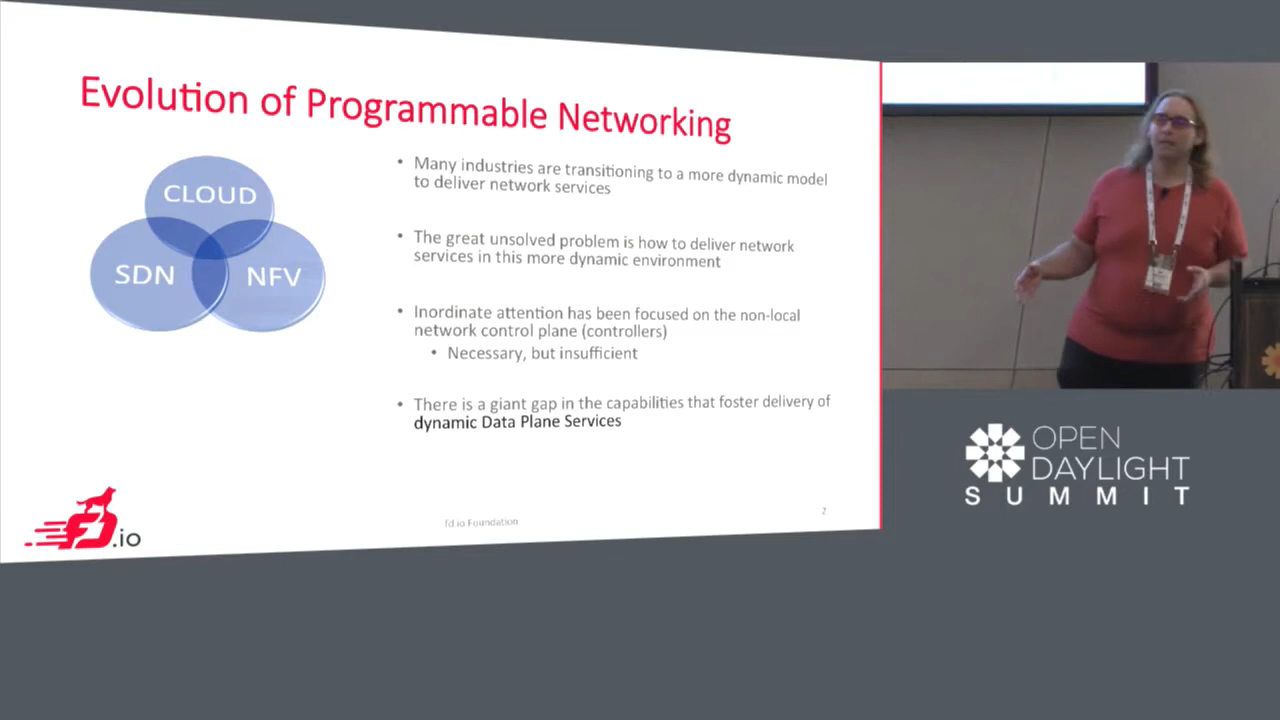 Evolution of Programmable Networking
CLOUD
SDN
NFV
• Many industries are transitioning to a more dynamic model
to deliver network services
• The great unsolved problem is how to deliver network
services in this more dynamic environment
• Inordinate attention has been focused on the non-local
network control plane (controllers)
• Necessary, but insufficient
• There is a giant gap in the capabilities that foster delivery of
dynamic Data Plane Services
FD.io
fd.io Foundation
2
OPEN
DAYLIGHT
SUMMIT